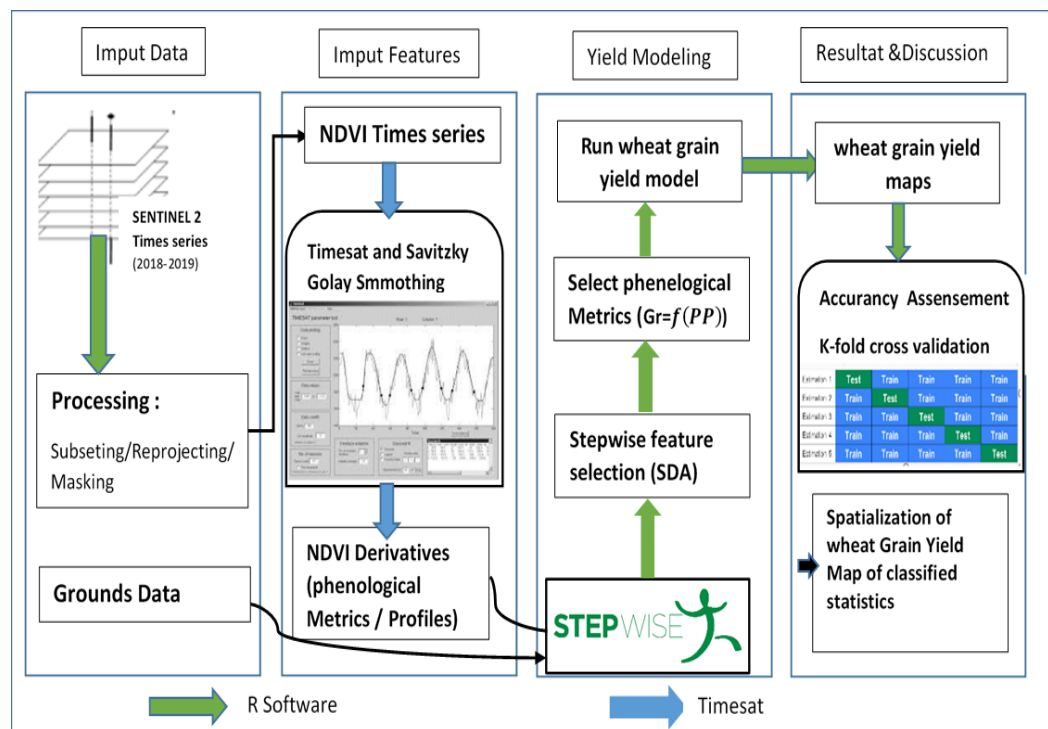 Imput Data
Imput Features
Yield Modeling
Resultat &Discussion
SENTINEL 2
Times series
(2018-2019)
Processing :
Subseting/Reprojecting/
Masking
Grounds Data
NDVI Times series
Timesat and Savitzky
Golay Smmothing
NDVI Derivatives
(phenological
Metrics / Profiles)
Run wheat grain
yield model
Select phenelogical
Metrics (Gr=f(PP))
Stepwise feature
selection (SDA)
STEPWISE
wheat grain yield
maps
Accurancy Assensement
K-fold cross validation
Estimation 1 Test Train Train Train Train
Estimation 2 Train Test Train Train Train
Estimation 3 Train Train Test Train Train
Estimation 4 Train Train Train Test Train
Estimation 5 Train Train Train Train Test
Spatialization of
wheat Grain Yield
Map of classified
statistics
R Software
Timesat